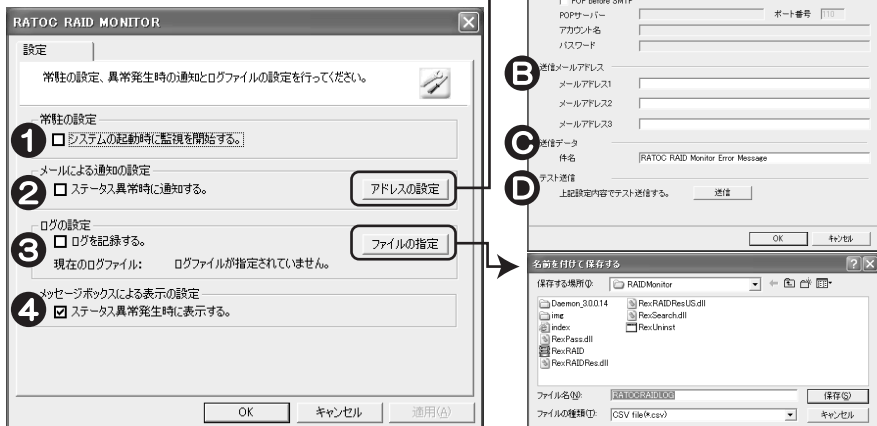 RATOC RAID MONITOR
設定
常駐の設定、異常発生時の通知とログファイルの設定を行ってください。
常駐の設定
1 システムの起動時に監視を開始する。
メールによる通知の設定
2 ステータス異常時に通知する。 アドレスの設定
ログの設定
3 ログを記録する。 ファイルの指定
現在のログファイル: ログファイルが指定されていません。
メッセージボックスによる表示の設定
4 ステータス異常発生時に表示する。
OK キャンセル 適用(A)
POP before SMTP
POPサーバー ポート番号 110
アカウント名
パスワード
B 送信メールアドレス
メールアドレス1
メールアドレス2
メールアドレス3
C 送信データ
件名 RATOC RAID Monitor Error Message
D テスト送信
上記設定内容でテスト送信する。 送信
OK キャンセル
名前を付けて保存する
保存する場所(I): RAIDMonitor
Daemon_3.0.0.14 RexRAIDResUS.dll
img RexSearch.dll
index RexUninst
RexPass.dll
RexRAID
RexRAIDRes.dll
ファイル名(N): RATOCRAIDLOG 保存(S)
ファイルの種類(T): CSV file(*.csv) キャンセル